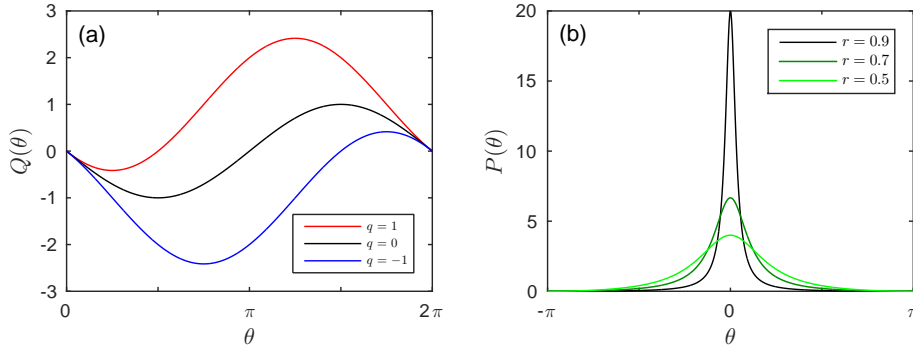 (a)
Q(θ)
3
2
1
0
-1
-2
-3
0
π
2π
θ
q = 1
q = 0
q = −1
(b)
P(θ)
20
15
10
5
0
-π
0
π
θ
r = 0.9
r = 0.7
r = 0.5